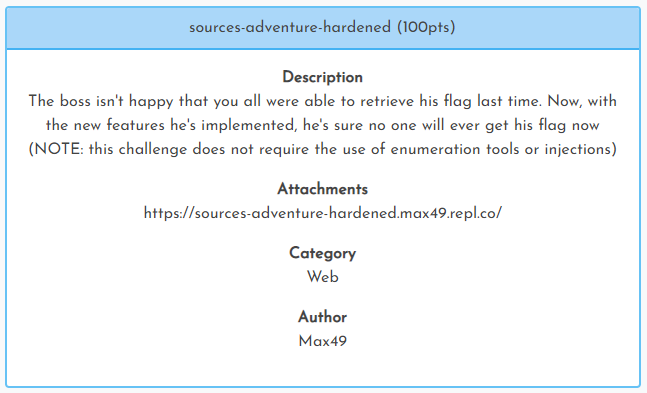 sources-adventure-hardened (100pts)
Description
The boss isn't happy that you all were able to retrieve his flag last time. Now, with
the new features he's implemented, he's sure no one will ever get his flag now
(NOTE: this challenge does not require the use of enumeration tools or injections)
Attachments
https://sources-adventure-hardened.max49.repl.co/
Category
Web
Author
Max49